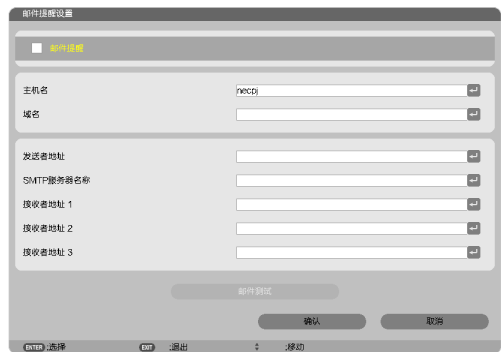 邮件提醒设置
邮件提醒
主机名 necpj
域名
发送者地址
SMTP服务器名称
接收者地址 1
接收者地址 2
接收者地址 3
邮件测试
确认 取消
ENTER :选择 EXIT :退出 :移动